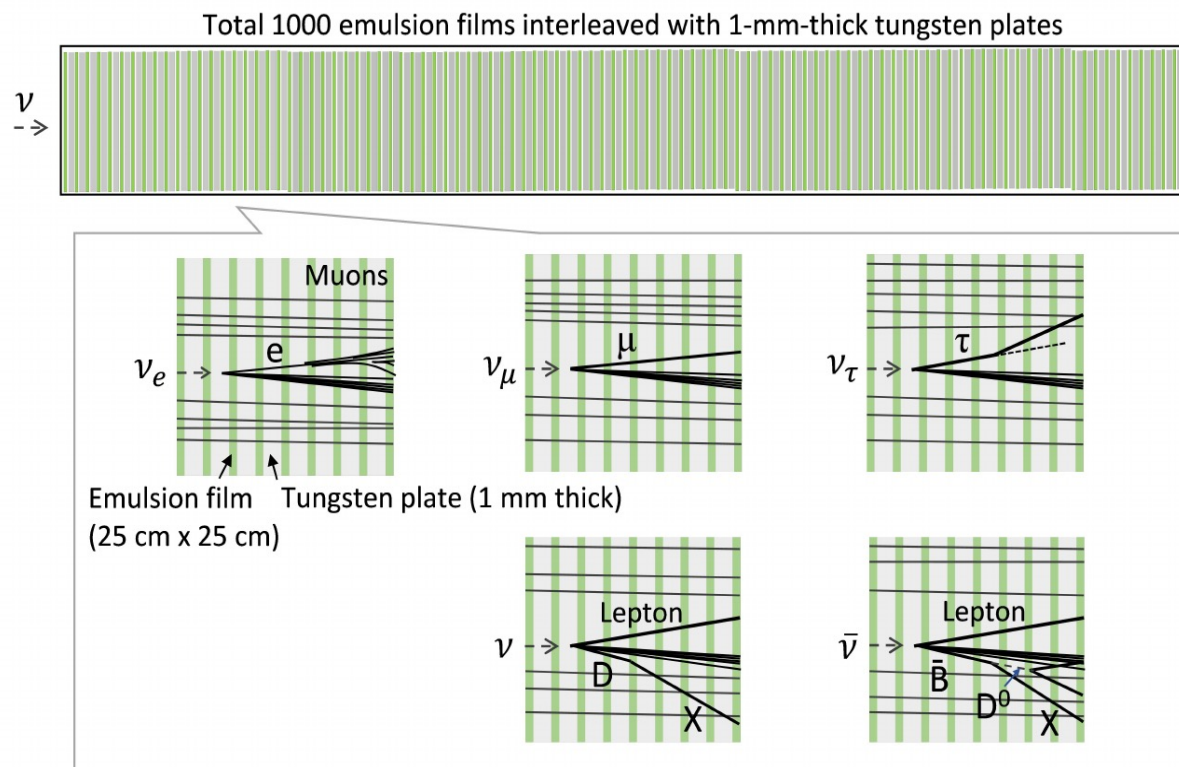 Total 1000 emulsion films interleaved with 1-mm-thick tungsten plates
ν
Muons
e
νe
μ
νμ
τ
ντ
Emulsion film
(25 cm x 25 cm)
Tungsten plate (1 mm thick)
Lepton
ν
D
X
Lepton
ν̄
B̄
D⁰
X